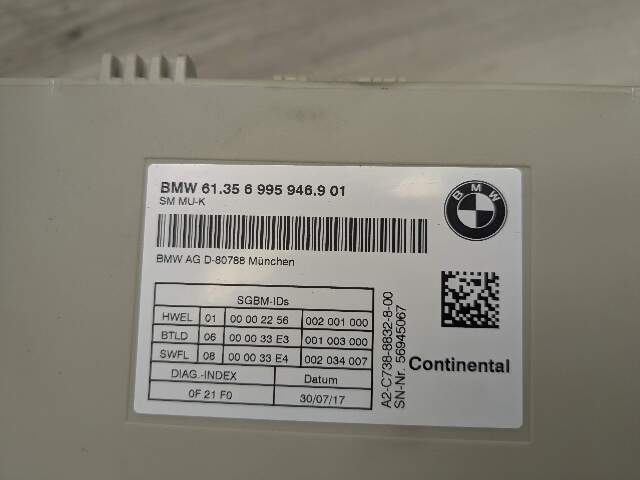 BMW 61.35 6 995 946.9 01
SM MU-K
BMW
BMW AG D-80788 München
SGBM-IDs
HWEL 01 00 00 22 56 002 001 000
BTLD 06 00 00 33 E3 001 003 000
SWFL 08 00 00 33 E4 002 034 007
DIAG.-INDEX Datum
0F 21 F0 30/07/17
A2-C738-8832-8-00
SN-Nr. 56945067
Continental